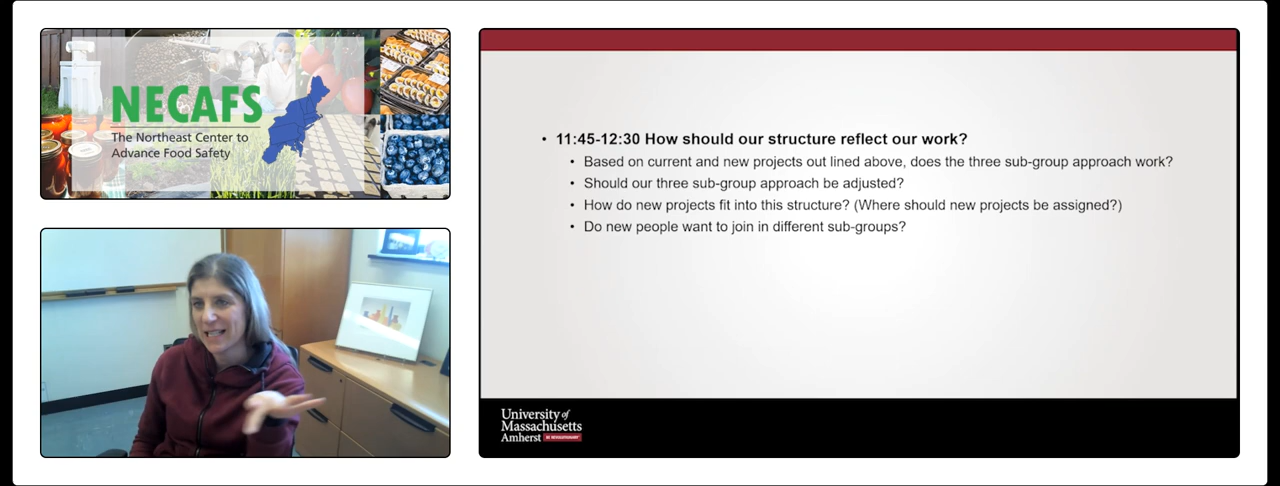 NECAFS
The Northeast Center to
Advance Food Safety
• 11:45-12:30 How should our structure reflect our work?
• Based on current and new projects out lined above, does the three sub-group approach work?
• Should our three sub-group approach be adjusted?
• How do new projects fit into this structure? (Where should new projects be assigned?)
• Do new people want to join in different sub-groups?
University of
Massachusetts
Amherst BE REVOLUTIONARY